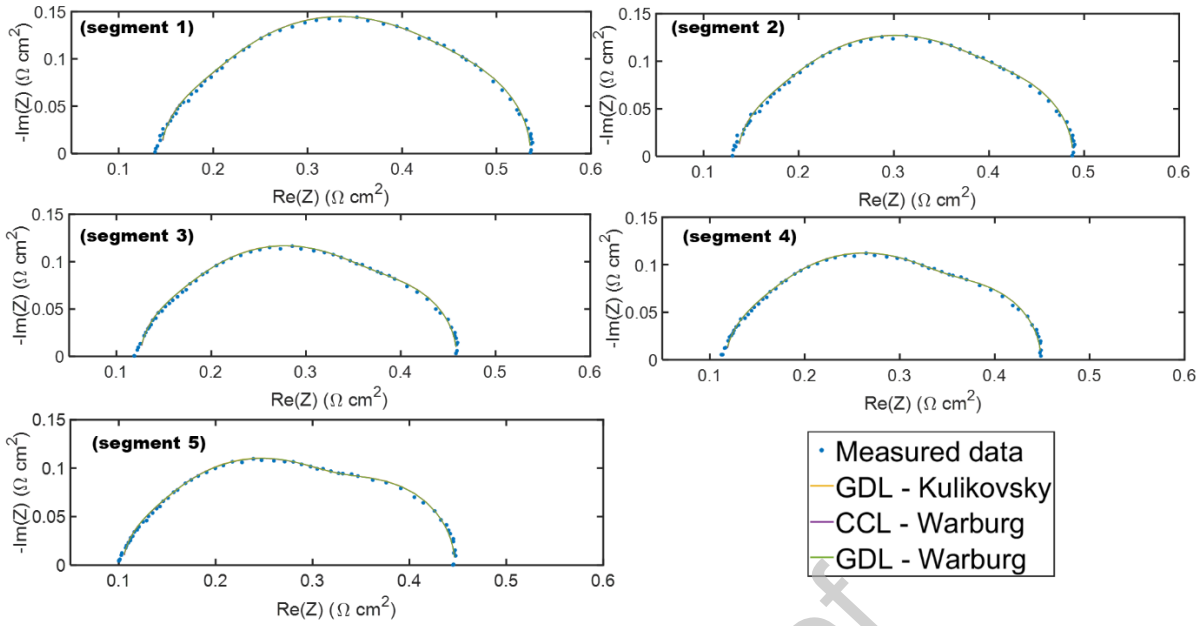 (segment 1)
0.15
0.1
0.05
0
-Im(Z) (Ω cm2)
0.1 0.2 0.3 0.4 0.5 0.6
Re(Z) (Ω cm2)
(segment 2)
0.15
0.1
0.05
0
-Im(Z) (Ω cm2)
0.1 0.2 0.3 0.4 0.5 0.6
Re(Z) (Ω cm2)
(segment 3)
0.15
0.1
0.05
0
-Im(Z) (Ω cm2)
0.1 0.2 0.3 0.4 0.5 0.6
Re(Z) (Ω cm2)
(segment 4)
0.15
0.1
0.05
0
-Im(Z) (Ω cm2)
0.1 0.2 0.3 0.4 0.5 0.6
Re(Z) (Ω cm2)
(segment 5)
0.15
0.1
0.05
0
-Im(Z) (Ω cm2)
0.1 0.2 0.3 0.4 0.5 0.6
Re(Z) (Ω cm2)
Measured data
GDL - Kulikovsky
CCL - Warburg
GDL - Warburg